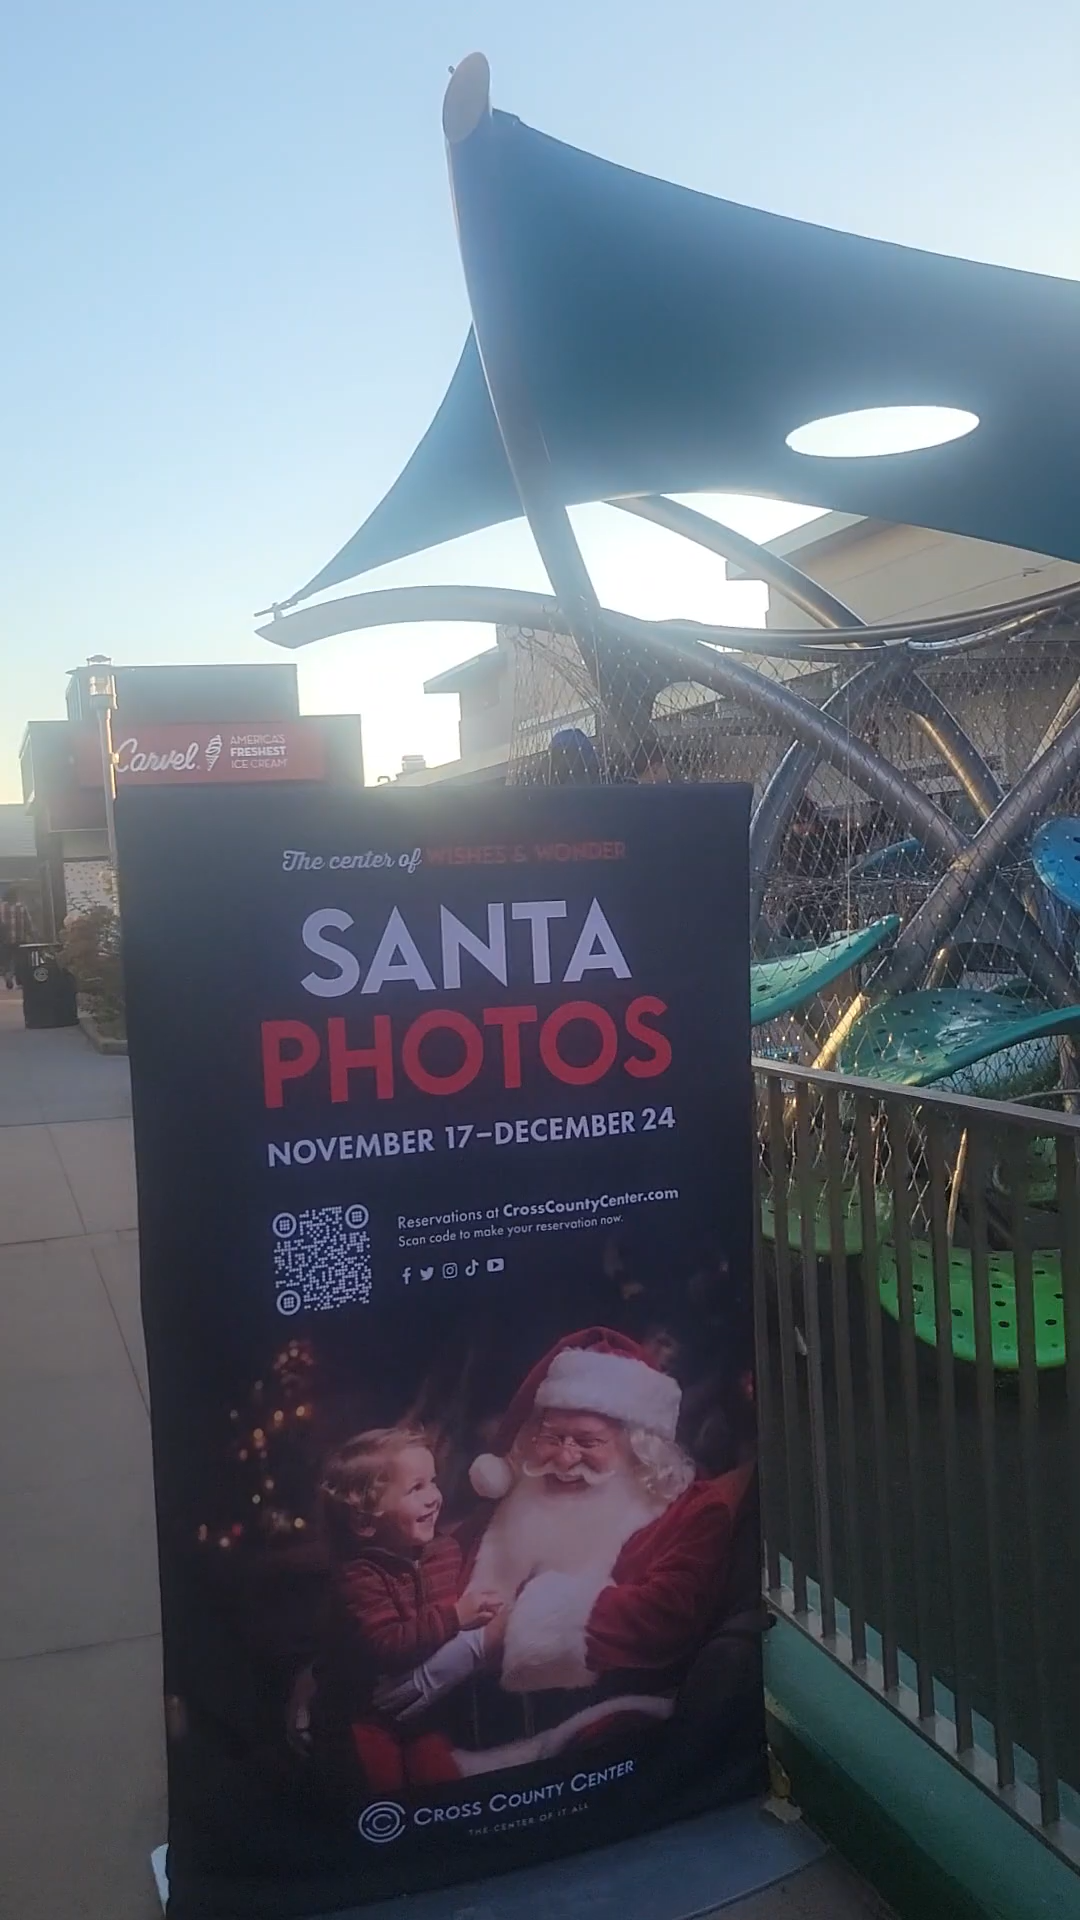 Carvel
AMERICA'S
FRESHEST
ICE CREAM
The center of WISHES & WONDER
SANTA
PHOTOS
NOVEMBER 17–DECEMBER 24
Reservations at CrossCountyCenter.com
Scan code to make your reservation now.
CROSS COUNTY CENTER
THE CENTER OF IT ALL